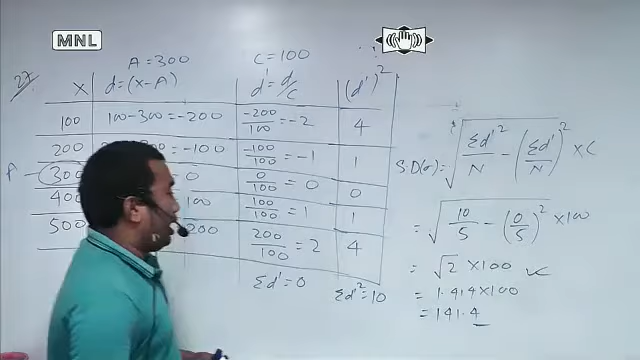 MNL
A = 300 C = 100
27
X d = (X-A) d' = d/C (d')²
100 100-300 = -200 -200/100 = -2 4
200 = -100 -100/100 = -1 1
A 300 0 0/100 = 0 0
400 100 100/100 = 1 1
500 200 200/100 = 2 4
Σd' = 0 Σd'² = 10
S.D(σ) = √(Σd'²/N - (Σd'/N)²) × C
= √(10/5 - (0/5)²) × 100
= √2 × 100
= 1.414 × 100
= 141.4